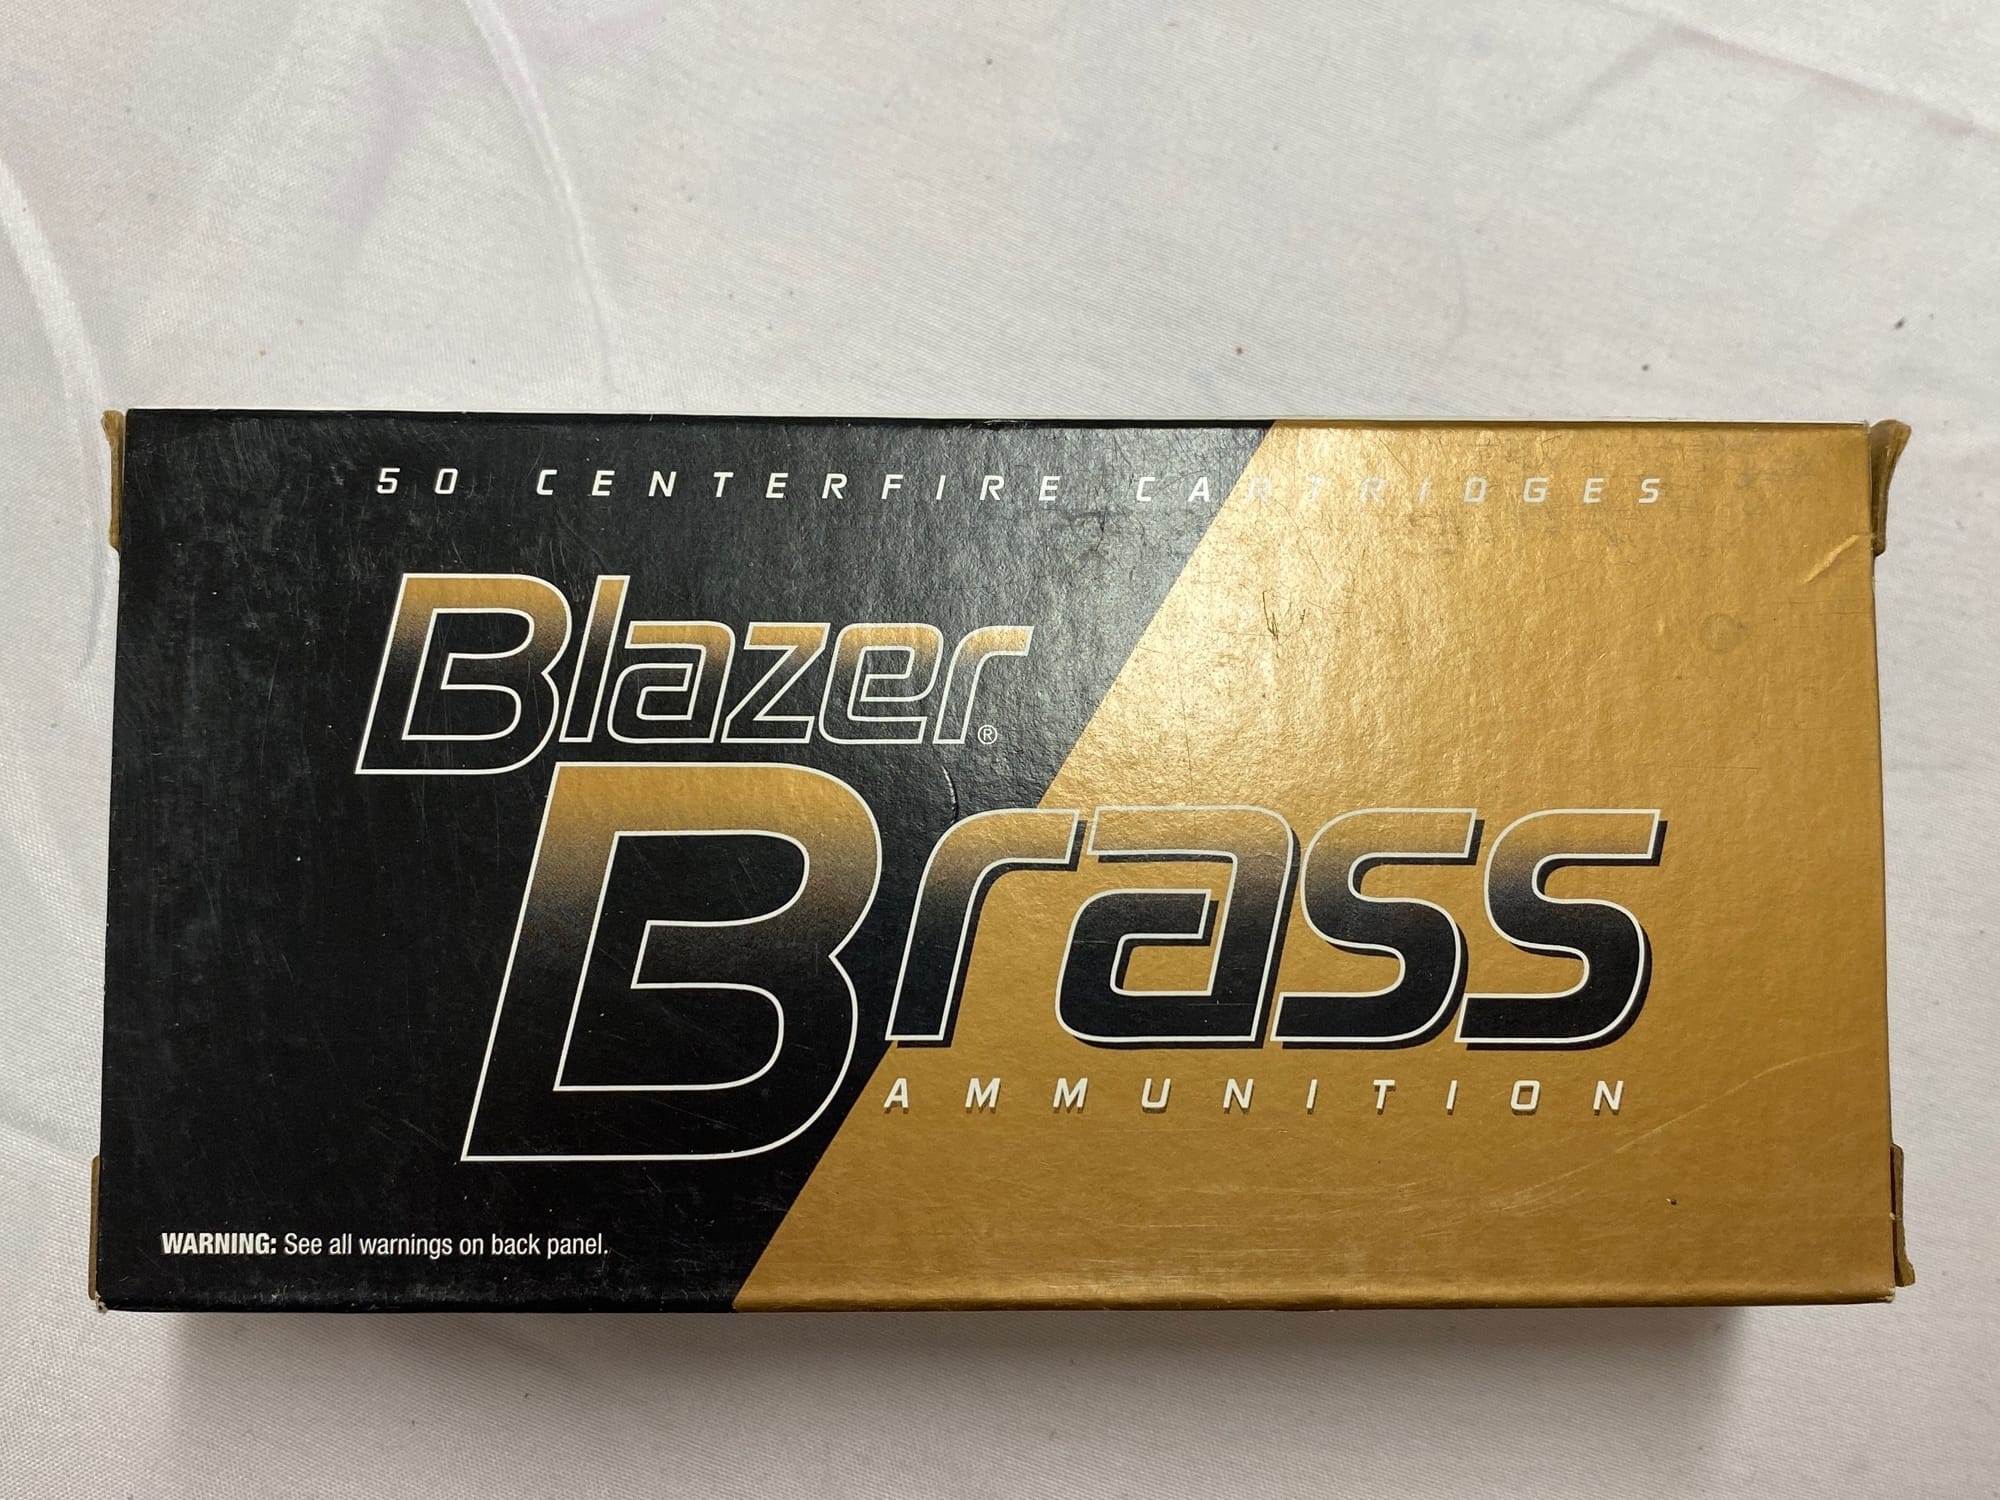 50 CENTERFIRE CARTRIDGES
Blazer®
Brass
AMMUNITION
WARNING: See all warnings on back panel.